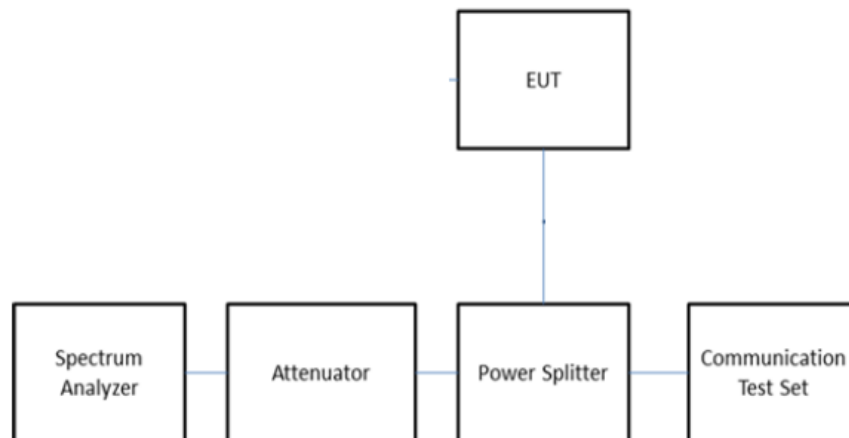 EUT
Spectrum
Analyzer
Attenuator
Power Splitter
Communication
Test Set